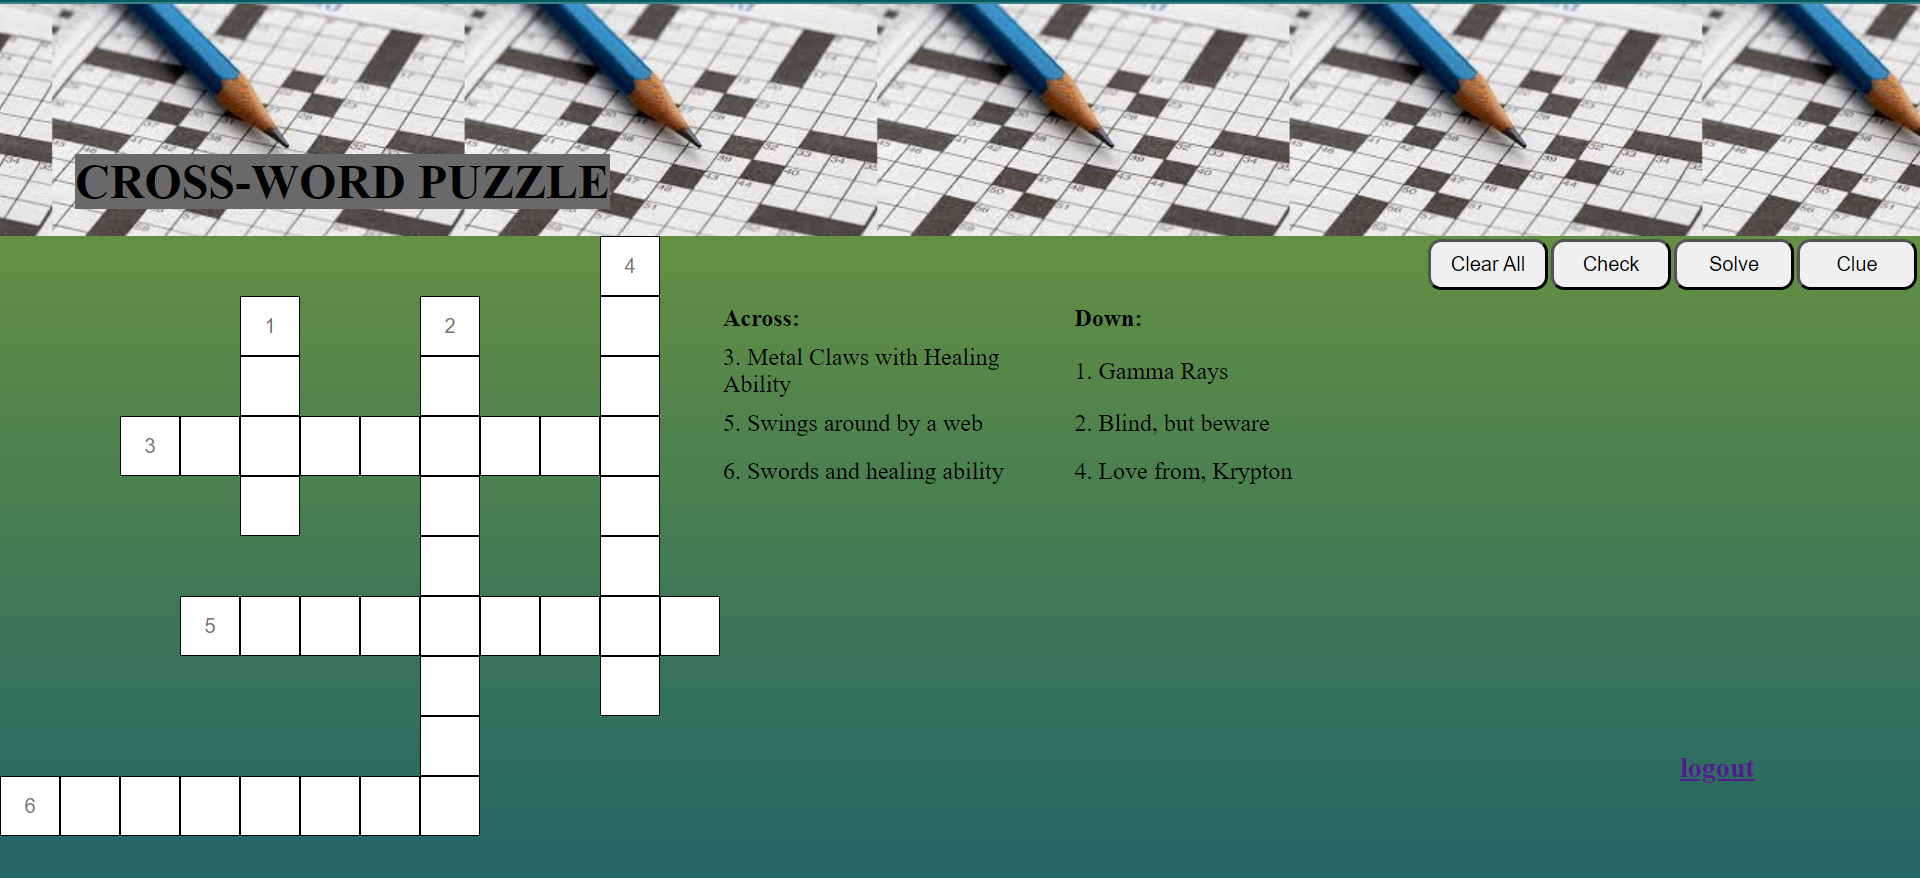 CROSS-WORD PUZZLE
Clear All
Check
Solve
Clue
4
1
2
3
5
6
Across:
3. Metal Claws with Healing
Ability
5. Swings around by a web
6. Swords and healing ability
Down:
1. Gamma Rays
2. Blind, but beware
4. Love from, Krypton
logout